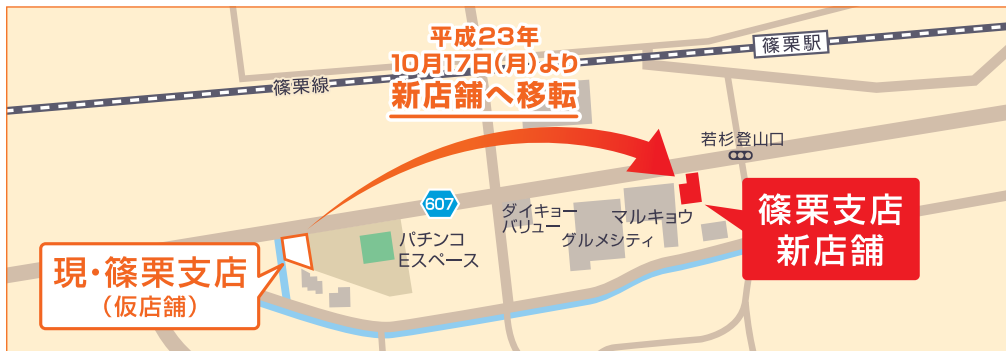 平成23年
10月17日(月)より
新店舗へ移転
篠栗駅
篠栗線
若杉登山口
607
ダイキョー
バリュー
マルキョウ
グルメシティ
パチンコ
Eスペース
篠栗支店
新店舗
現・篠栗支店
(仮店舗)